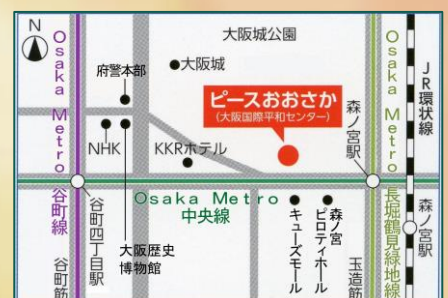 N
大阪城公園
Osaka Metro
谷町線
府警本部
大阪城
ピースおおさか
(大阪国際平和センター)
森ノ宮駅
Osaka Metro
長堀鶴見緑地線
JR環状線
NHK
KKRホテル
森ノ宮駅
谷町四丁目駅
大阪歴史
博物館
Osaka Metro
中央線
キューズモール
森ノ宮
ピロティホール
谷町筋
玉造筋